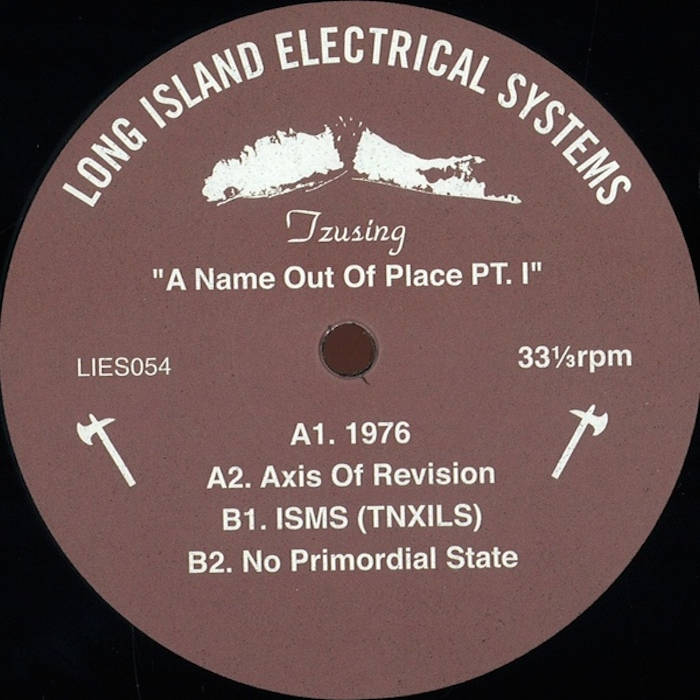 LONG ISLAND ELECTRICAL SYSTEMS
Tzusing
"A Name Out Of Place PT. I"
LIES054
33⅓rpm
A1. 1976
A2. Axis Of Revision
B1. ISMS (TNXILS)
B2. No Primordial State